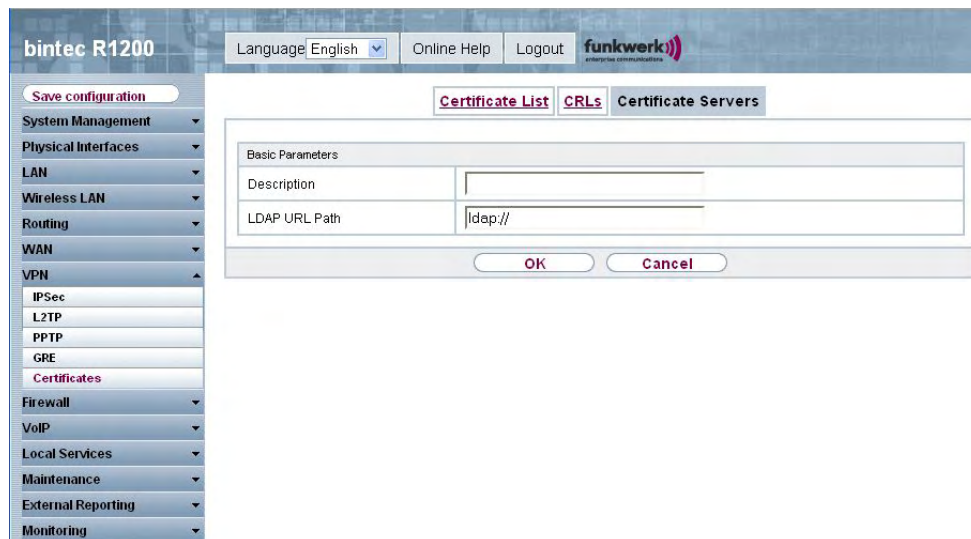 bintec R1200
Language English Online Help Logout funkwerk
enterprise communications
Save configuration
System Management
Physical Interfaces
LAN
Wireless LAN
Routing
WAN
VPN
IPSec
L2TP
PPTP
GRE
Certificates
Firewall
VoIP
Local Services
Maintenance
External Reporting
Monitoring
Certificate List CRLs Certificate Servers
Basic Parameters
Description
LDAP URL Path ldap://
OK Cancel